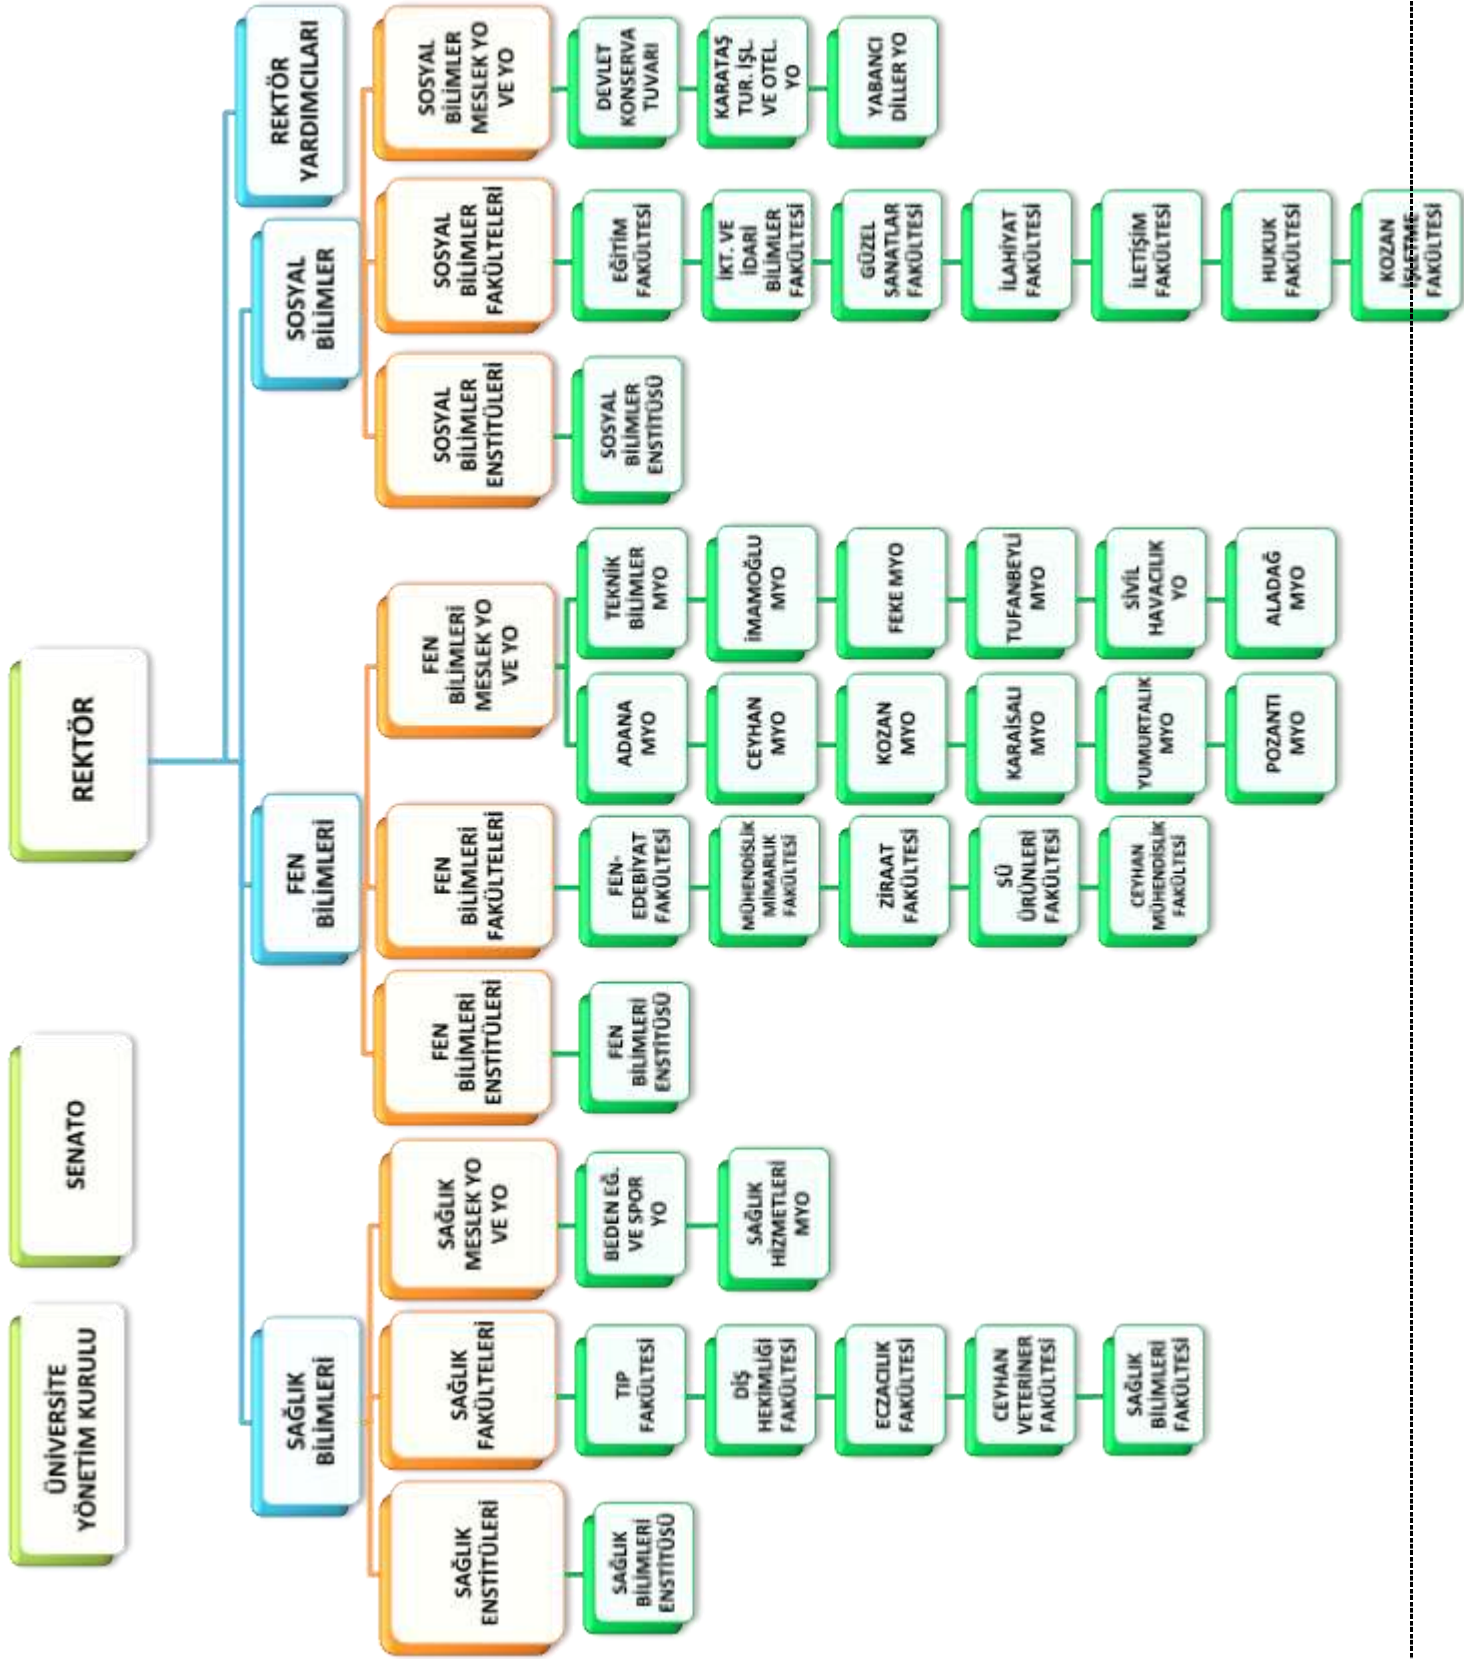 ÜNİVERSİTE
YÖNETİM KURULU
SENATO
REKTÖR
SAĞLIK
BİLİMLERİ
FEN
BİLİMLERİ
SOSYAL
BİLİMLER
REKTÖR
YARDIMCILARI
SAĞLIK
ENSTİTÜLERİ
SAĞLIK
FAKÜLTELERİ
SAĞLIK
MESLEK YO
VE YO
FEN
BİLİMLERİ
ENSTİTÜLERİ
FEN
BİLİMLERİ
FAKÜLTELERİ
FEN
BİLİMLERİ
MESLEK YO
VE YO
SOSYAL
BİLİMLER
ENSTİTÜLERİ
SOSYAL
BİLİMLER
FAKÜLTELERİ
SOSYAL
BİLİMLER
MESLEK YO
VE YO
SAĞLIK
BİLİMLERİ
ENSTİTÜSÜ
TIP
FAKÜLTESİ
DİŞ
HEKİMLİĞİ
FAKÜLTESİ
ECZACILIK
FAKÜLTESİ
CEYHAN
VETERİNER
FAKÜLTESİ
SAĞLIK
BİLİMLERİ
FAKÜLTESİ
BEDEN EĞ.
VE SPOR
YO
SAĞLIK
HİZMETLERİ
MYO
FEN
BİLİMLERİ
ENSTİTÜSÜ
FEN-
EDEBİYAT
FAKÜLTESİ
MÜHENDİSLİK
MİMARLIK
FAKÜLTESİ
ZİRAAT
FAKÜLTESİ
SÜ
ÜRÜNLERİ
FAKÜLTESİ
CEYHAN
MÜHENDİSLİK
FAKÜLTESİ
ADANA
MYO
CEYHAN
MYO
KOZAN
MYO
KARAİSALI
MYO
YUMURTALIK
MYO
POZANTI
MYO
TEKNİK
BİLİMLER
MYO
İMAMOĞLU
MYO
FEKE MYO
TUFANBEYLİ
MYO
SİVİL
HAVACILIK
YO
ALADAĞ
MYO
SOSYAL
BİLİMLER
ENSTİTÜSÜ
EĞİTİM
FAKÜLTESİ
İKT. VE
İDARİ
BİLİMLER
FAKÜLTESİ
GÜZEL
SANATLAR
FAKÜLTESİ
İLAHİYAT
FAKÜLTESİ
İLETİŞİM
FAKÜLTESİ
HUKUK
FAKÜLTESİ
KOZAN
İŞLETME
FAKÜLTESİ
DEVLET
KONSERVA
TUVARI
KARATAŞ
TUR. İŞL.
VE OTEL.
YO
YABANCI
DİLLER YO